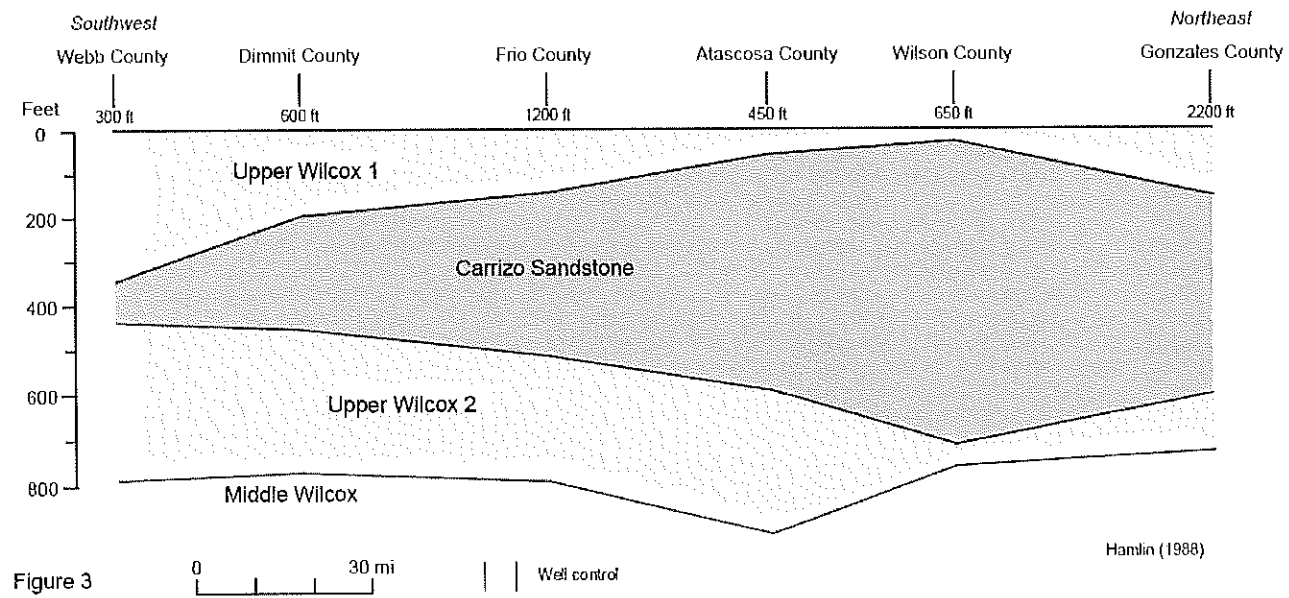 Southwest
Northeast
Webb County
Dimmit County
Frio County
Atascosa County
Wilson County
Gonzales County
Feet
300 ft
600 ft
1200 ft
450 ft
650 ft
2200 ft
0
Upper Wilcox 1
200
Carrizo Sandstone
400
600
Upper Wilcox 2
800
Middle Wilcox
Hamlin (1988)
Figure 3
0
30 mi
Well control